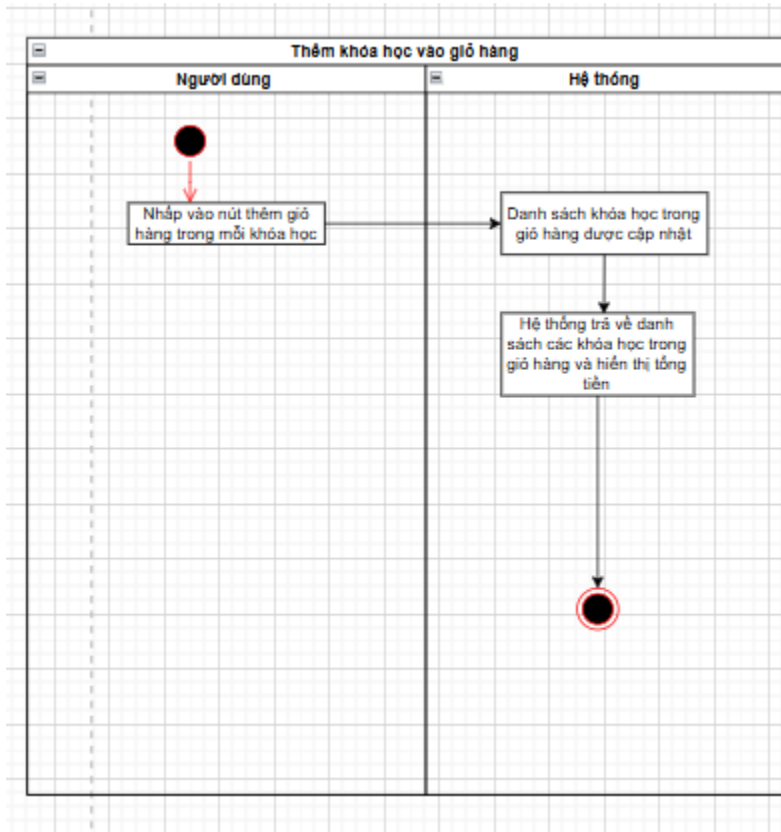 Thêm khóa học vào giỏ hàng
Người dùng
Hệ thống
Nhấp vào nút thêm giỏ
hàng trong mỗi khóa học
Danh sách khóa học trong
giỏ hàng được cập nhật
Hệ thống trả về danh
sách các khóa học trong
giỏ hàng và hiển thị tổng
tiền